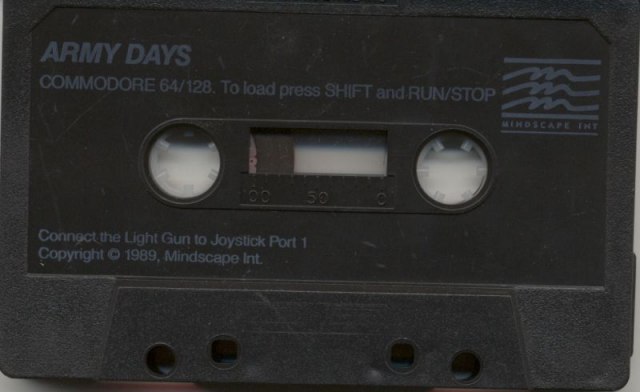 ARMY DAYS
COMMODORE 64/128. To load press SHIFT and RUN/STOP
MINDSCAPE INT
100 50 0
Connect the Light Gun to Joystick Port 1
Copyright © 1989, Mindscape Int.